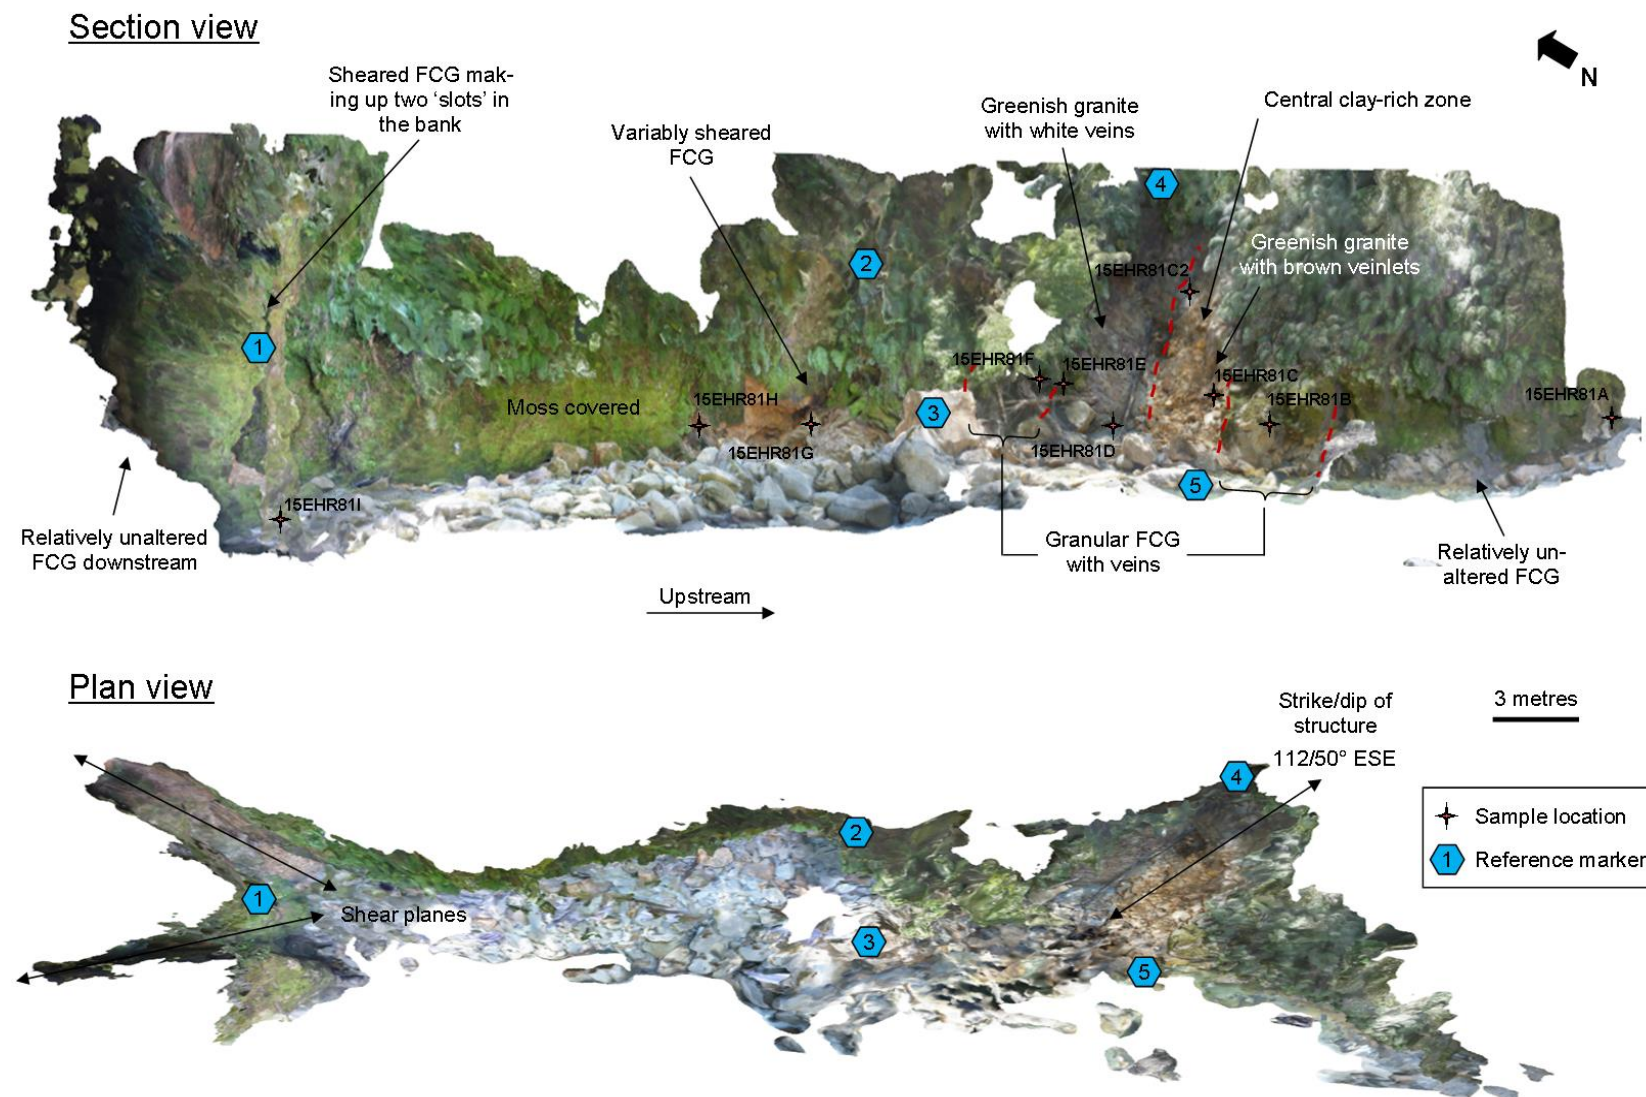 Section view
N
Sheared FCG mak-
ing up two ‘slots’ in
the bank
Variably sheared
FCG
Greenish granite
with white veins
Central clay-rich zone
4
Greenish granite
with brown veinlets
2
15EHR81C2
1
15EHR81F
15EHR81E
15EHR81C
15EHR81H
Moss covered
3
15EHR81B
15EHR81A
15EHR81G
15EHR81D
5
15EHR81I
Relatively unaltered
FCG downstream
Granular FCG
with veins
Relatively un-
altered FCG
Upstream
Plan view
Strike/dip of
structure
112/50° ESE
3 metres
4
2
1
Shear planes
3
5
Sample location
1 Reference marker